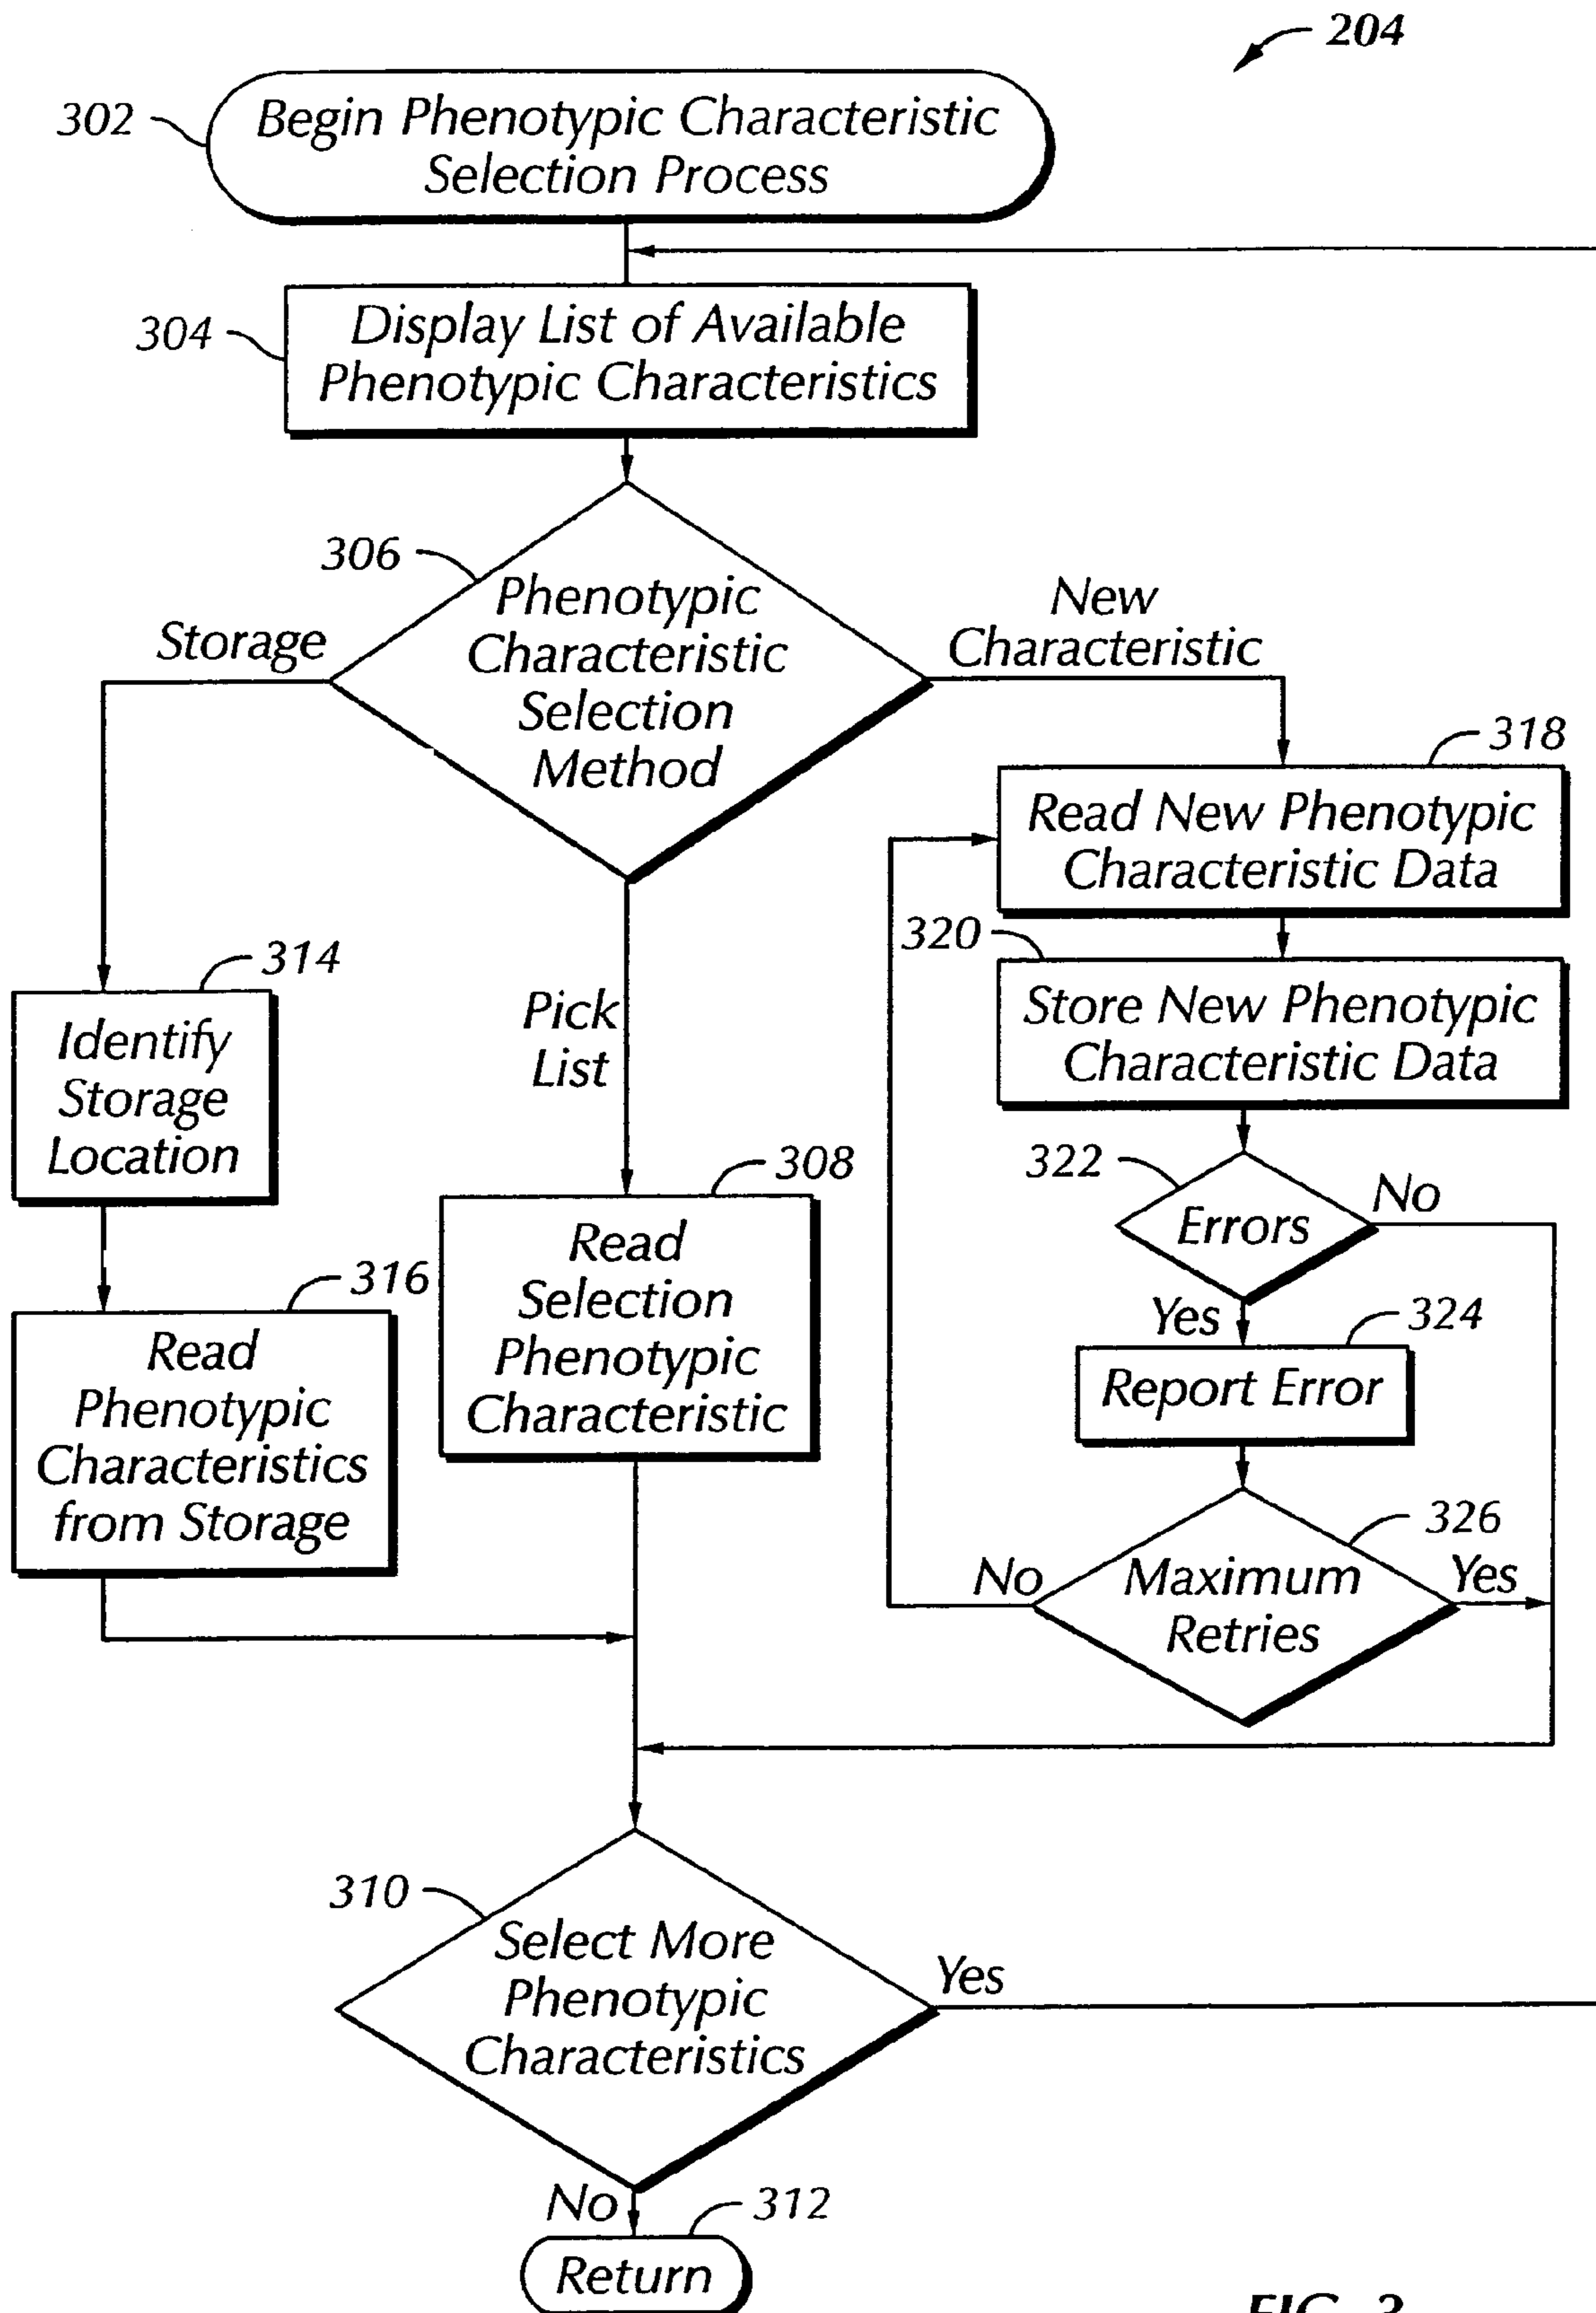 204
302
Begin Phenotypic Characteristic
Selection Process
304
Display List of Available
Phenotypic Characteristics
306
Phenotypic
Characteristic
Selection
Method
Storage
New
Characteristic
318
Read New Phenotypic
Characteristic Data
320
Store New Phenotypic
Characteristic Data
314
Identify
Storage
Location
Pick
List
308
Read
Selection
Phenotypic
Characteristic
322
Errors
No
Yes
324
Report Error
316
Read
Phenotypic
Characteristics
from Storage
326
Maximum
Retries
No
Yes
310
Select More
Phenotypic
Characteristics
Yes
No
312
Return
FIG. 3